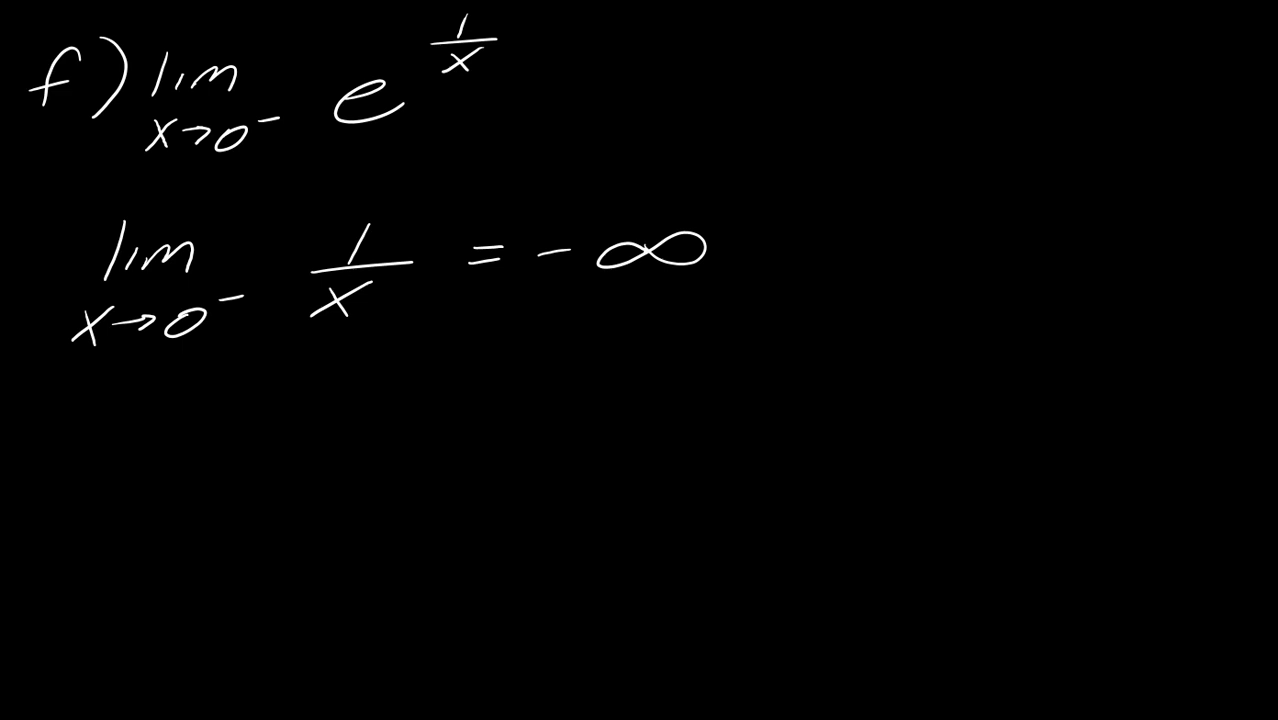 f) lim x→0⁻ e^(1/x)
lim x→0⁻ 1/x = -∞